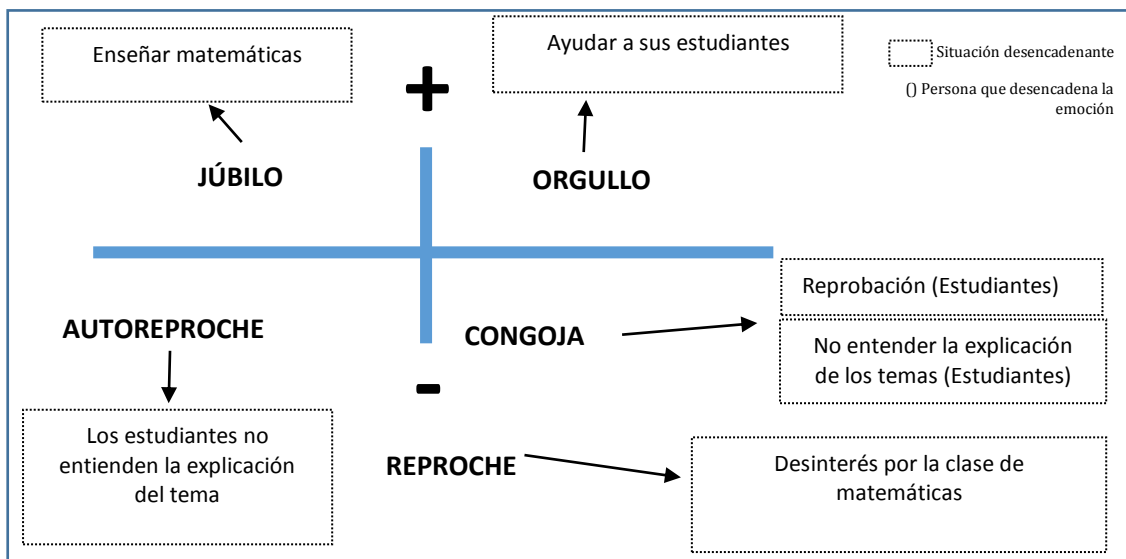 Enseñar matemáticas
+
Ayudar a sus estudiantes
Situación desencadenante
() Persona que desencadena la
emoción
JÚBILO
ORGULLO
AUTOREPROCHE
CONGOJA
Reprobación (Estudiantes)
No entender la explicación
de los temas (Estudiantes)
-
Los estudiantes no
entienden la explicación
del tema
REPROCHE
Desinterés por la clase de
matemáticas